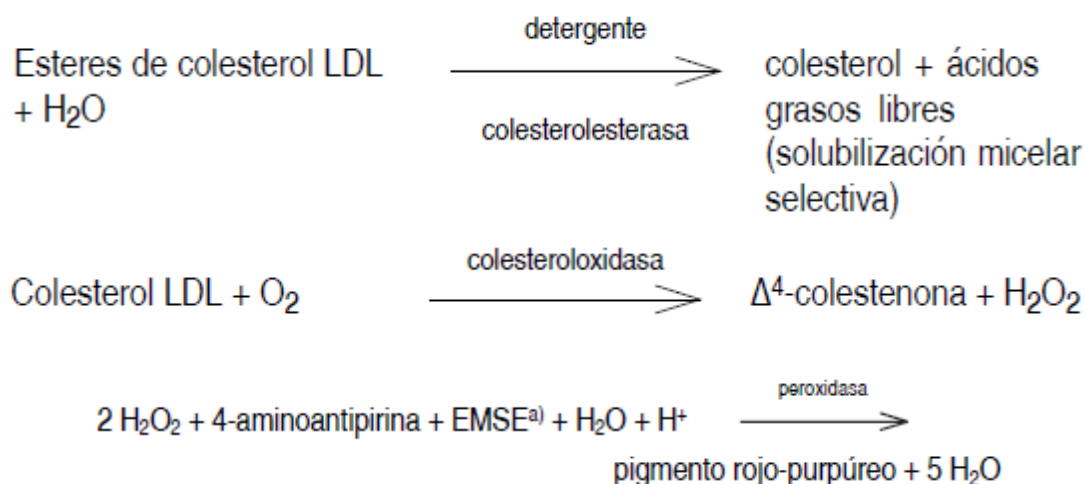 Esteres de colesterol LDL
+ H₂O
detergente
colesterolesterasa
colesterol + ácidos
grasos libres
(solubilización micelar
selectiva)
Colesterol LDL + O₂
colesteroloxidasa
Δ⁴-colestenona + H₂O₂
2 H₂O₂ + 4-aminoantipirina + EMSEᵃ⁾ + H₂O + H⁺
peroxidasa
pigmento rojo-purpúreo + 5 H₂O